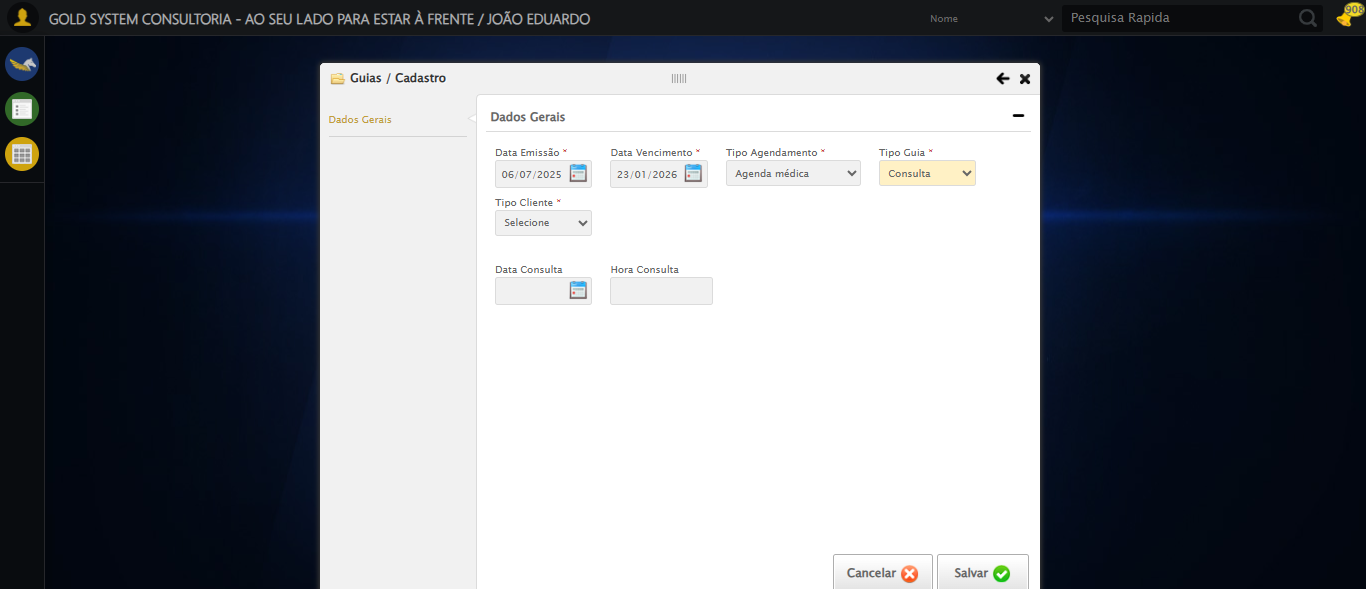 GOLD SYSTEM CONSULTORIA - AO SEU LADO PARA ESTAR À FRENTE / JOÃO EDUARDO
Nome
Pesquisa Rapida
908
Guias / Cadastro
Dados Gerais
Dados Gerais
Data Emissão * Data Vencimento * Tipo Agendamento * Tipo Guia *
06/07/2025 23/01/2026 Agenda médica Consulta
Tipo Cliente *
Selecione
Data Consulta Hora Consulta
Cancelar Salvar